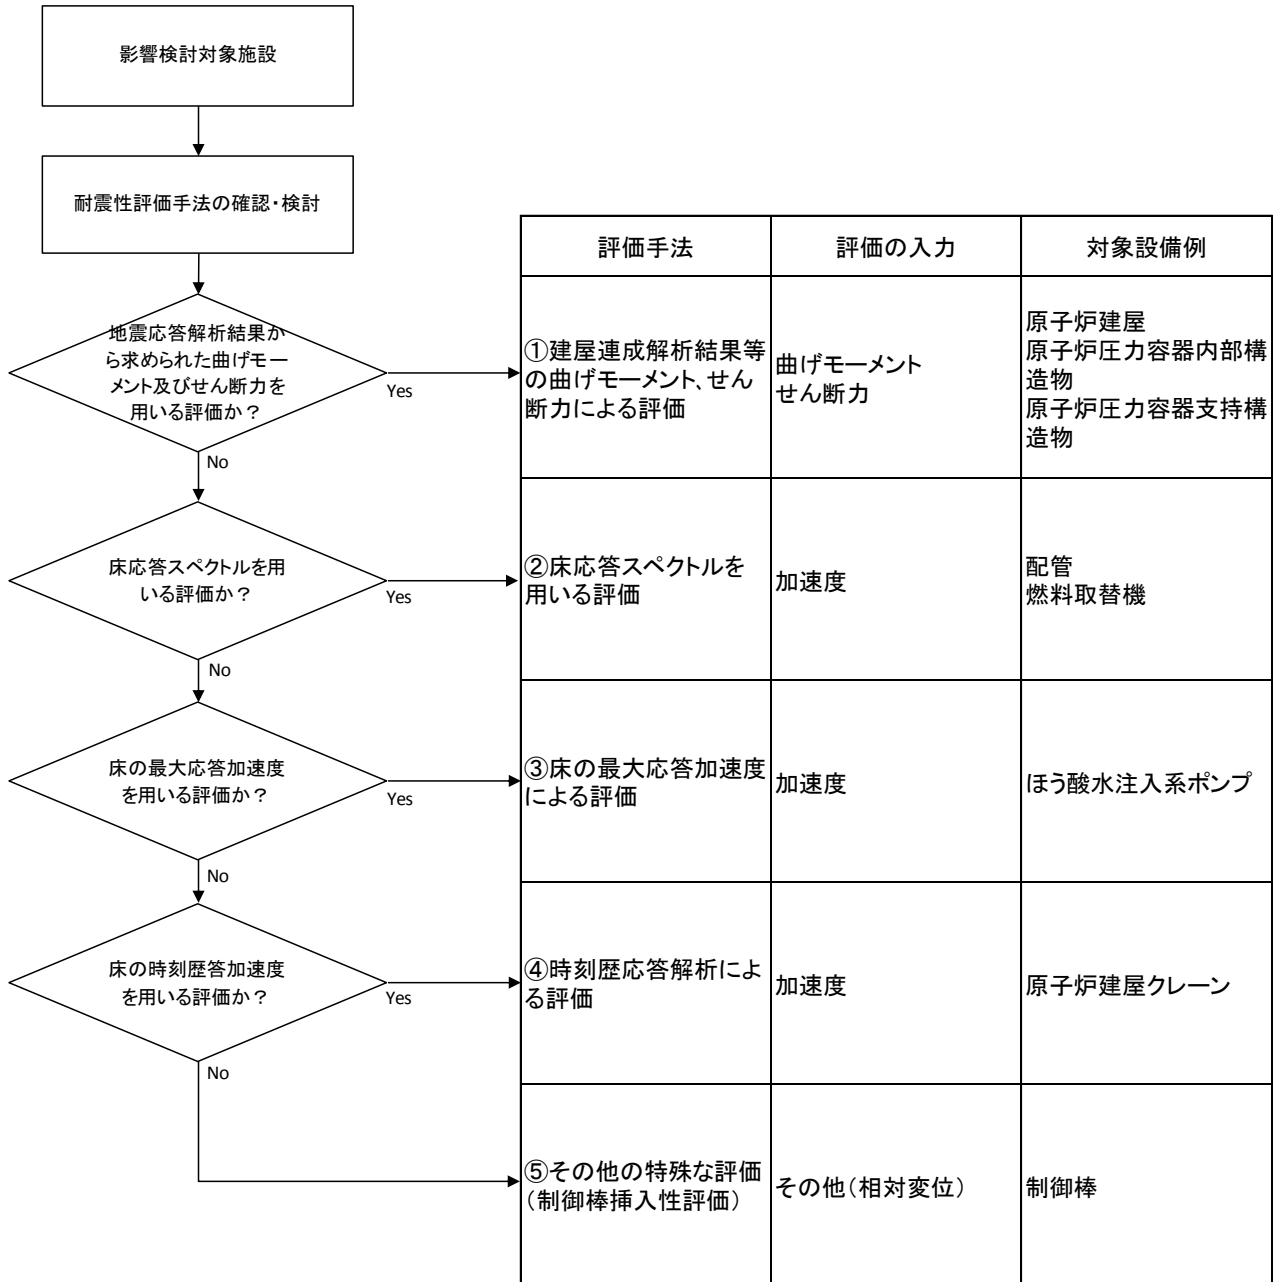 影響検討対象施設
耐震性評価手法の確認・検討
地震応答解析結果か
ら求められた曲げモー
メント及びせん断力を
用いる評価か？
Yes
No
床応答スペクトルを用
いる評価か？
Yes
No
床の最大応答加速度
を用いる評価か？
Yes
No
床の時刻歴答加速度
を用いる評価か？
Yes
No
評価手法
評価の入力
対象設備例
①建屋連成解析結果等
の曲げモーメント、せん
断力による評価
曲げモーメント
せん断力
原子炉建屋
原子炉圧力容器内部構
造物
原子炉圧力容器支持構
造物
②床応答スペクトルを
用いる評価
加速度
配管
燃料取替機
③床の最大応答加速度
による評価
加速度
ほう酸水注入系ポンプ
④時刻歴応答解析によ
る評価
加速度
原子炉建屋クレーン
⑤その他の特殊な評価
（制御棒挿入性評価）
その他（相対変位）
制御棒